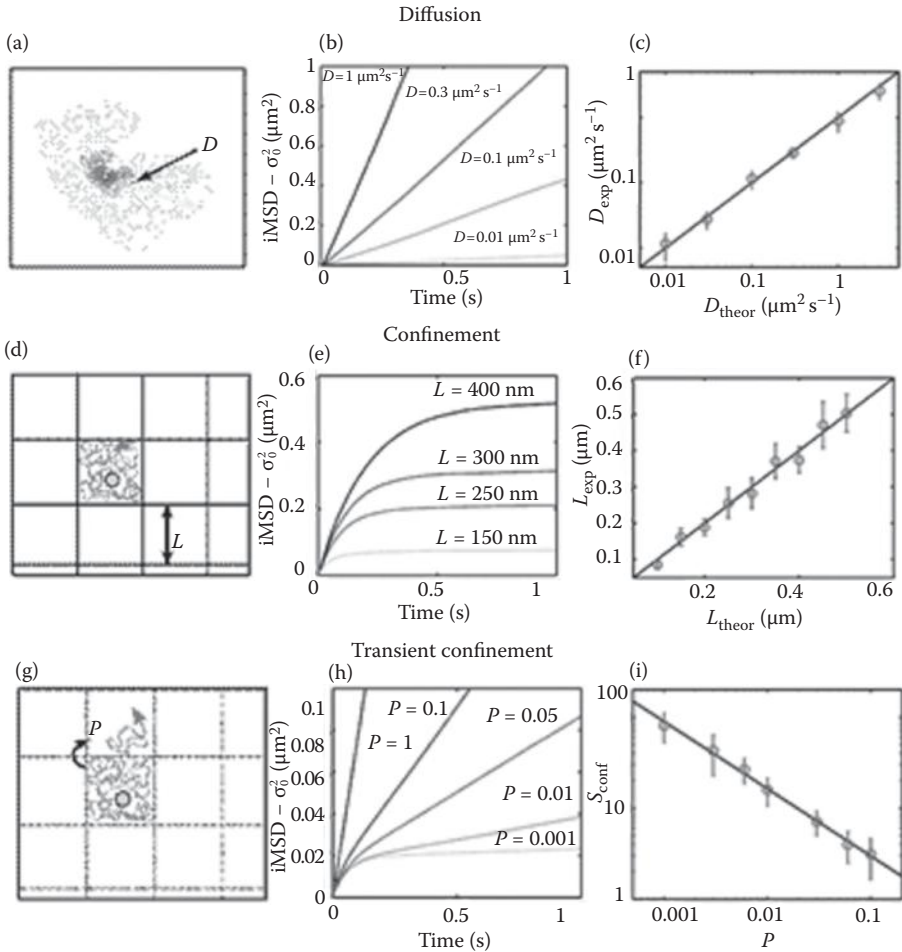 Diffusion
(a)
D
(b)
iMSD − σ₀² (μm²)
1
0.8
0.6
0.4
0.2
0
D = 1 μm² s⁻¹
D = 0.3 μm² s⁻¹
D = 0.1 μm² s⁻¹
D = 0.01 μm² s⁻¹
0.5
1
Time (s)
(c)
D_exp (μm² s⁻¹)
1
0.1
0.01
0.01
0.1
1
D_theor (μm² s⁻¹)
Confinement
(d)
L
(e)
iMSD − σ₀² (μm²)
0.6
0.4
0.2
0
L = 400 nm
L = 300 nm
L = 250 nm
L = 150 nm
0
0.5
1
Time (s)
(f)
L_exp (μm)
0.6
0.5
0.4
0.3
0.2
0.1
0.2
0.4
0.6
L_theor (μm)
Transient confinement
(g)
P
(h)
iMSD − σ₀² (μm²)
0.1
0.08
0.06
0.04
0.02
0
P = 0.1
P = 0.05
P = 1
P = 0.01
P = 0.001
0
0.5
1
Time (s)
(i)
S_conf
100
10
1
0.001
0.01
0.1
P